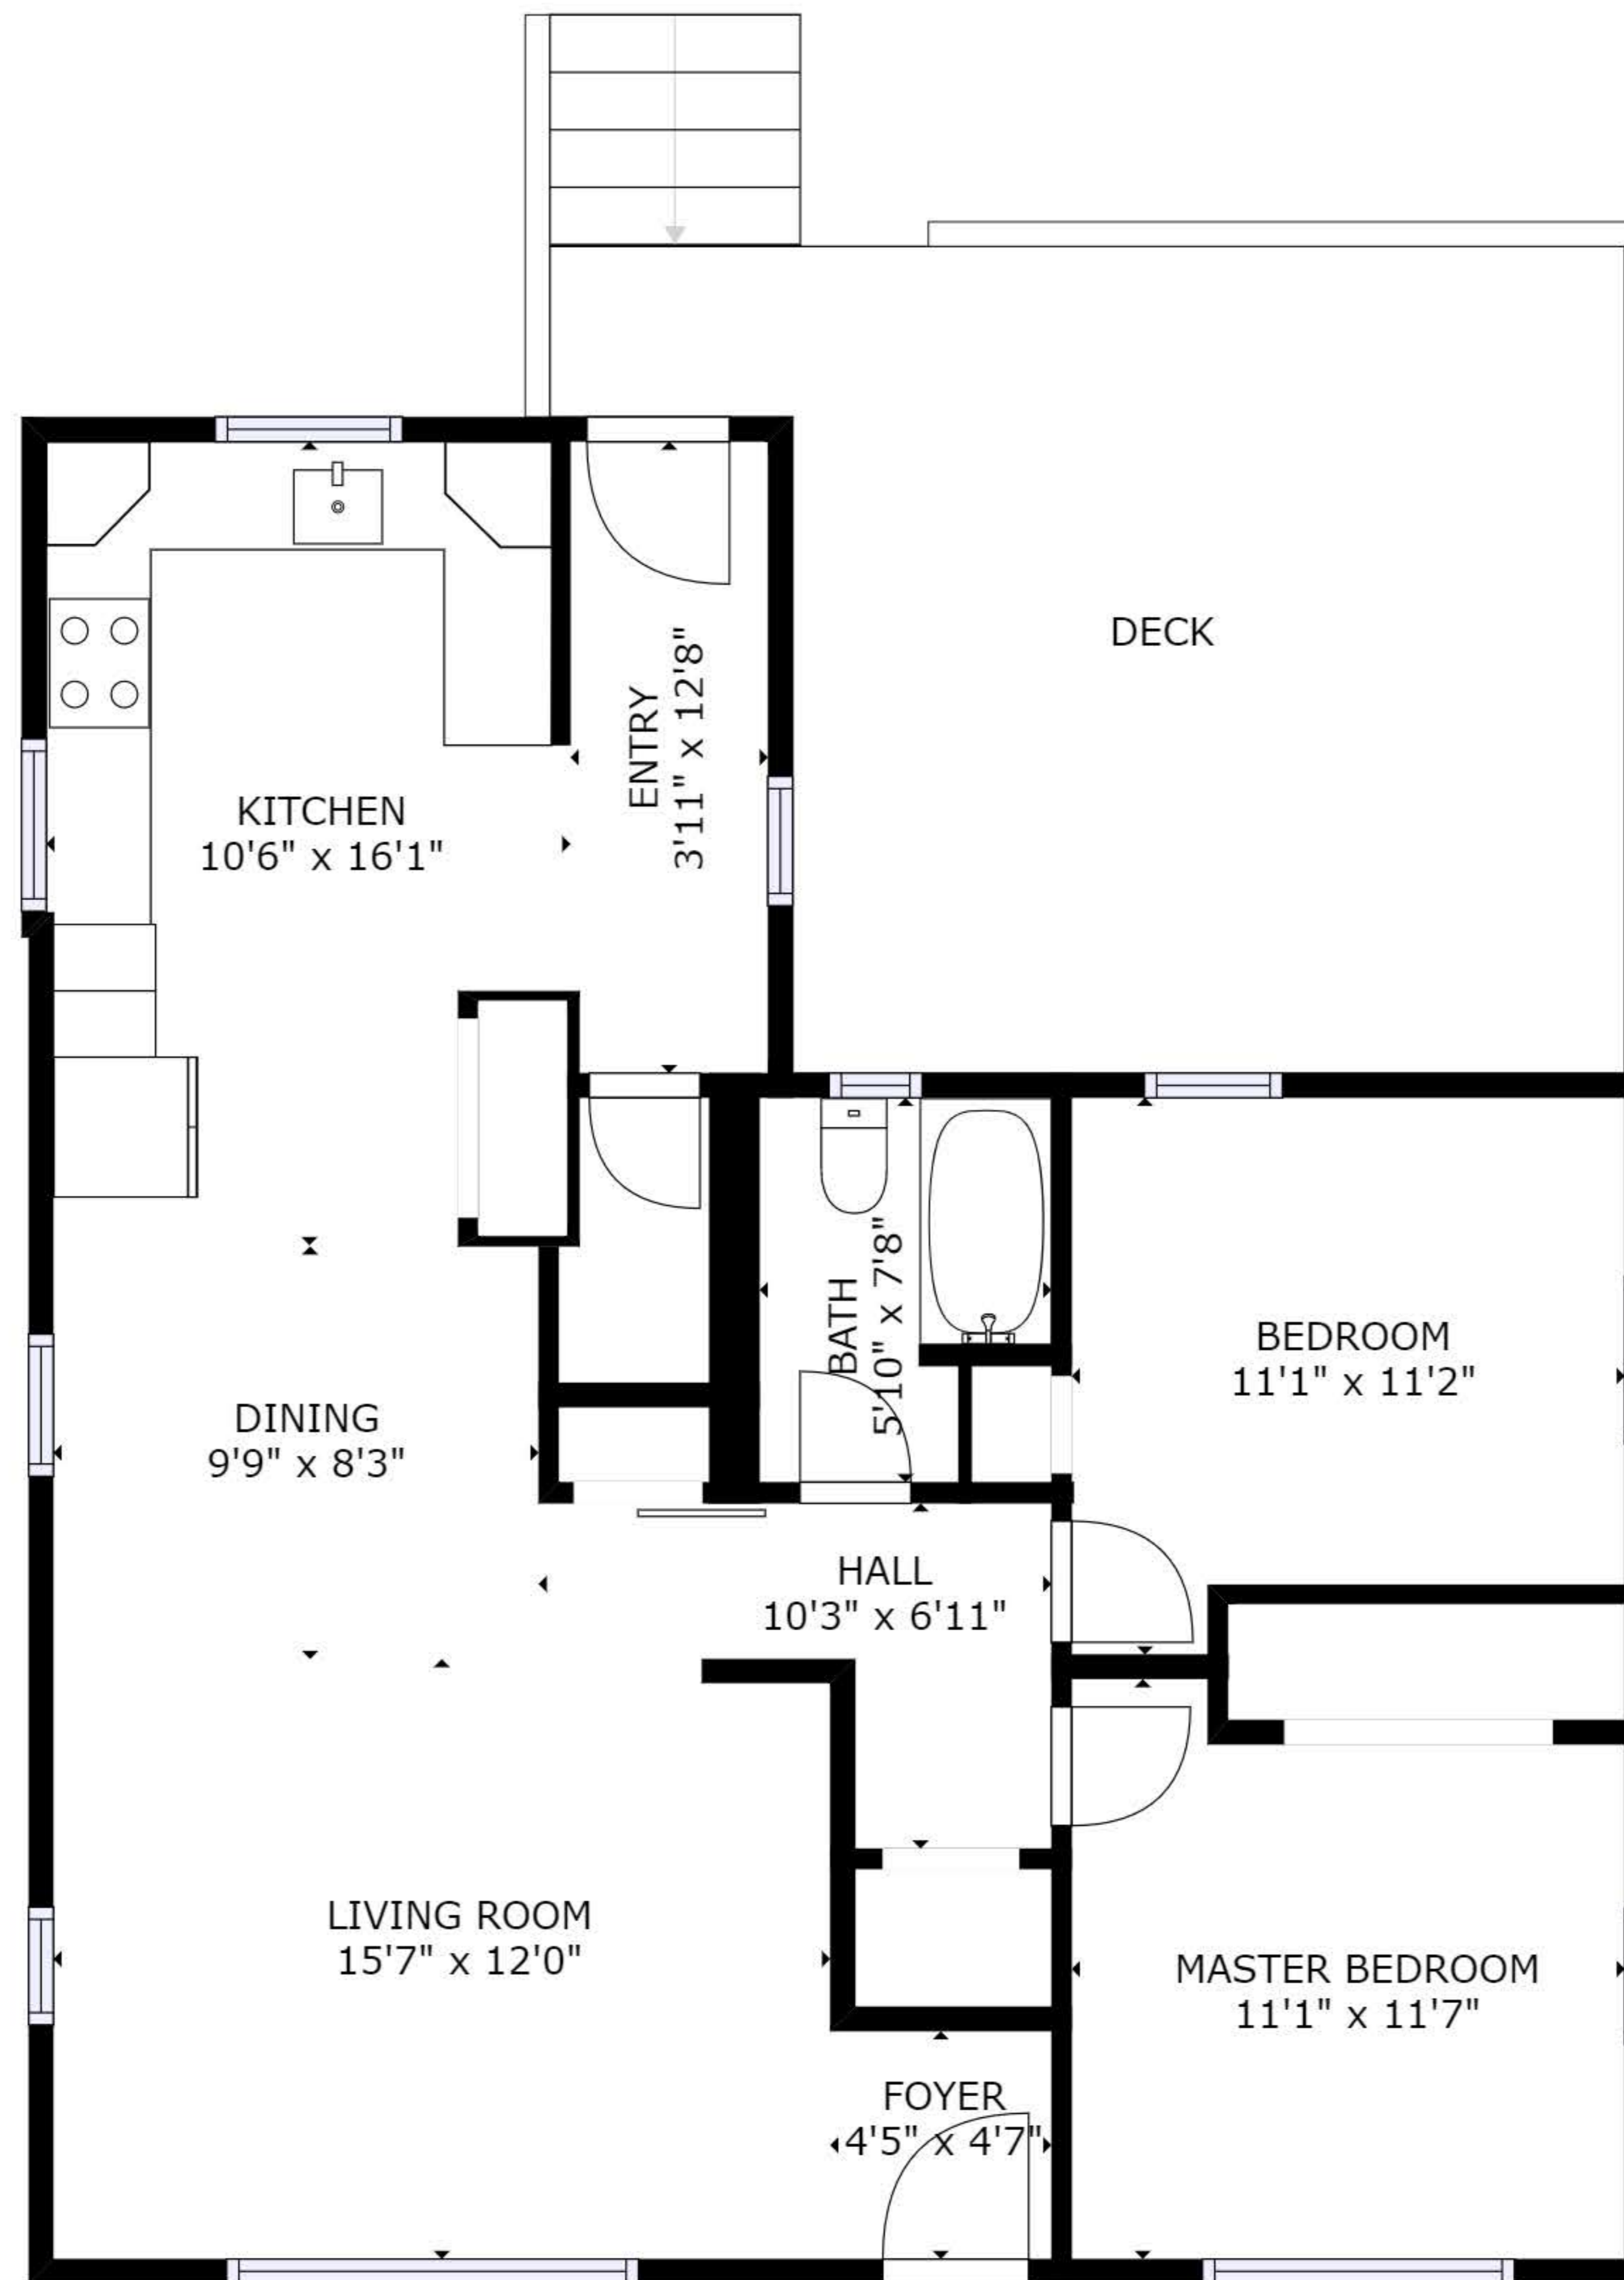 DECK
ENTRY
3'11" x 12'8"
KITCHEN
10'6" x 16'1"
BATH
5'10" x 7'8"
BEDROOM
11'1" x 11'2"
DINING
9'9" x 8'3"
HALL
10'3" x 6'11"
LIVING ROOM
15'7" x 12'0"
MASTER BEDROOM
11'1" x 11'7"
FOYER
4'5" x 4'7"